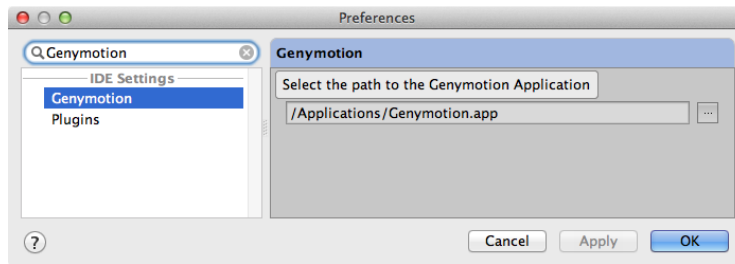 Preferences
Genymotion
IDE Settings
Genymotion
Plugins
Genymotion
Select the path to the Genymotion Application
/Applications/Genymotion.app
...
?
Cancel
Apply
OK